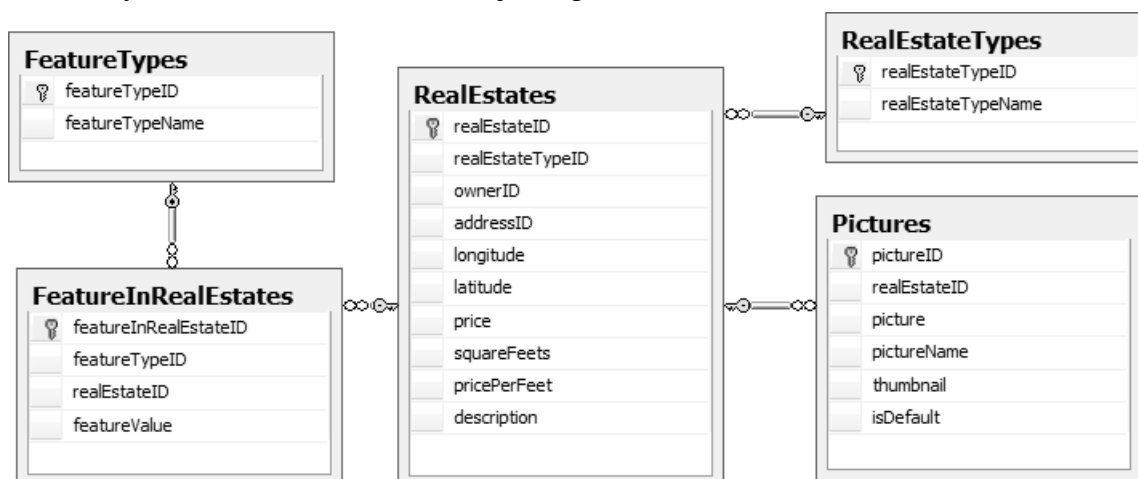 FeatureTypes
featureTypeID
featureTypeName
FeatureInRealEstates
featureInRealEstateID
featureTypeID
realEstateID
featureValue
RealEstates
realEstateID
realEstateTypeID
ownerID
addressID
longitude
latitude
price
squareFeets
pricePerFeet
description
RealEstateTypes
realEstateTypeID
realEstateTypeName
Pictures
pictureID
realEstateID
picture
pictureName
thumbnail
isDefault